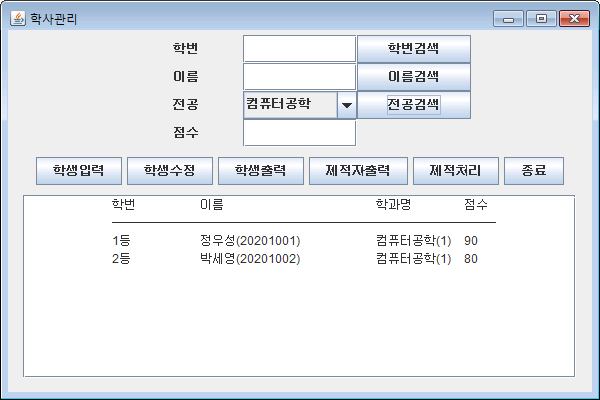 학사관리
학번 학번검색
이름 이름검색
전공 컴퓨터공학 전공검색
점수
학생입력 학생수정 학생출력 제적자출력 제적처리 종료
학번 이름 학과명 점수
1등 정우성(20201001) 컴퓨터공학(1) 90
2등 박세영(20201002) 컴퓨터공학(1) 80